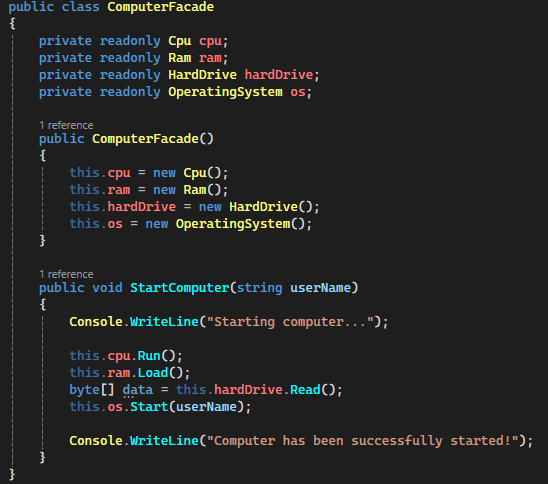 public class ComputerFacade
{
private readonly Cpu cpu;
private readonly Ram ram;
private readonly HardDrive hardDrive;
private readonly OperatingSystem os;
1 reference
public ComputerFacade()
{
this.cpu = new Cpu();
this.ram = new Ram();
this.hardDrive = new HardDrive();
this.os = new OperatingSystem();
}
1 reference
public void StartComputer(string userName)
{
Console.WriteLine("Starting computer...");
this.cpu.Run();
this.ram.Load();
byte[] data = this.hardDrive.Read();
this.os.Start(userName);
Console.WriteLine("Computer has been successfully started!");
}
}